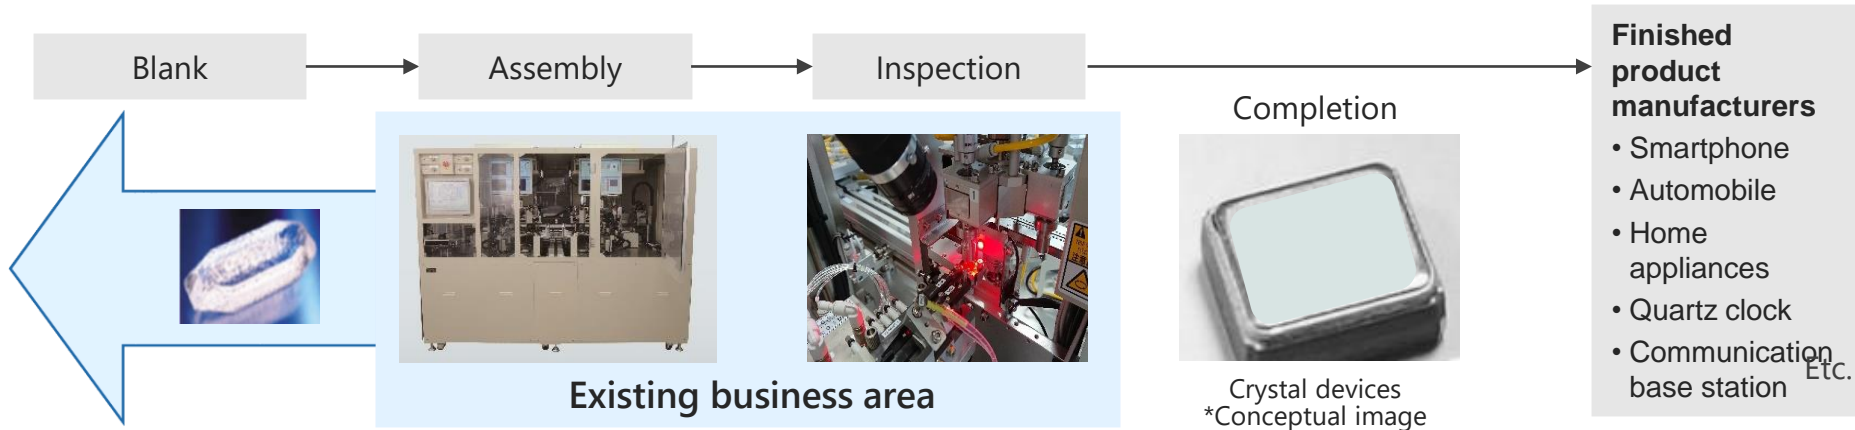 Blank
Assembly
Inspection
Completion
Existing business area
Crystal devices
*Conceptual image
Finished
product
manufacturers
• Smartphone
• Automobile
• Home
appliances
• Quartz clock
• Communication
base station
Etc.